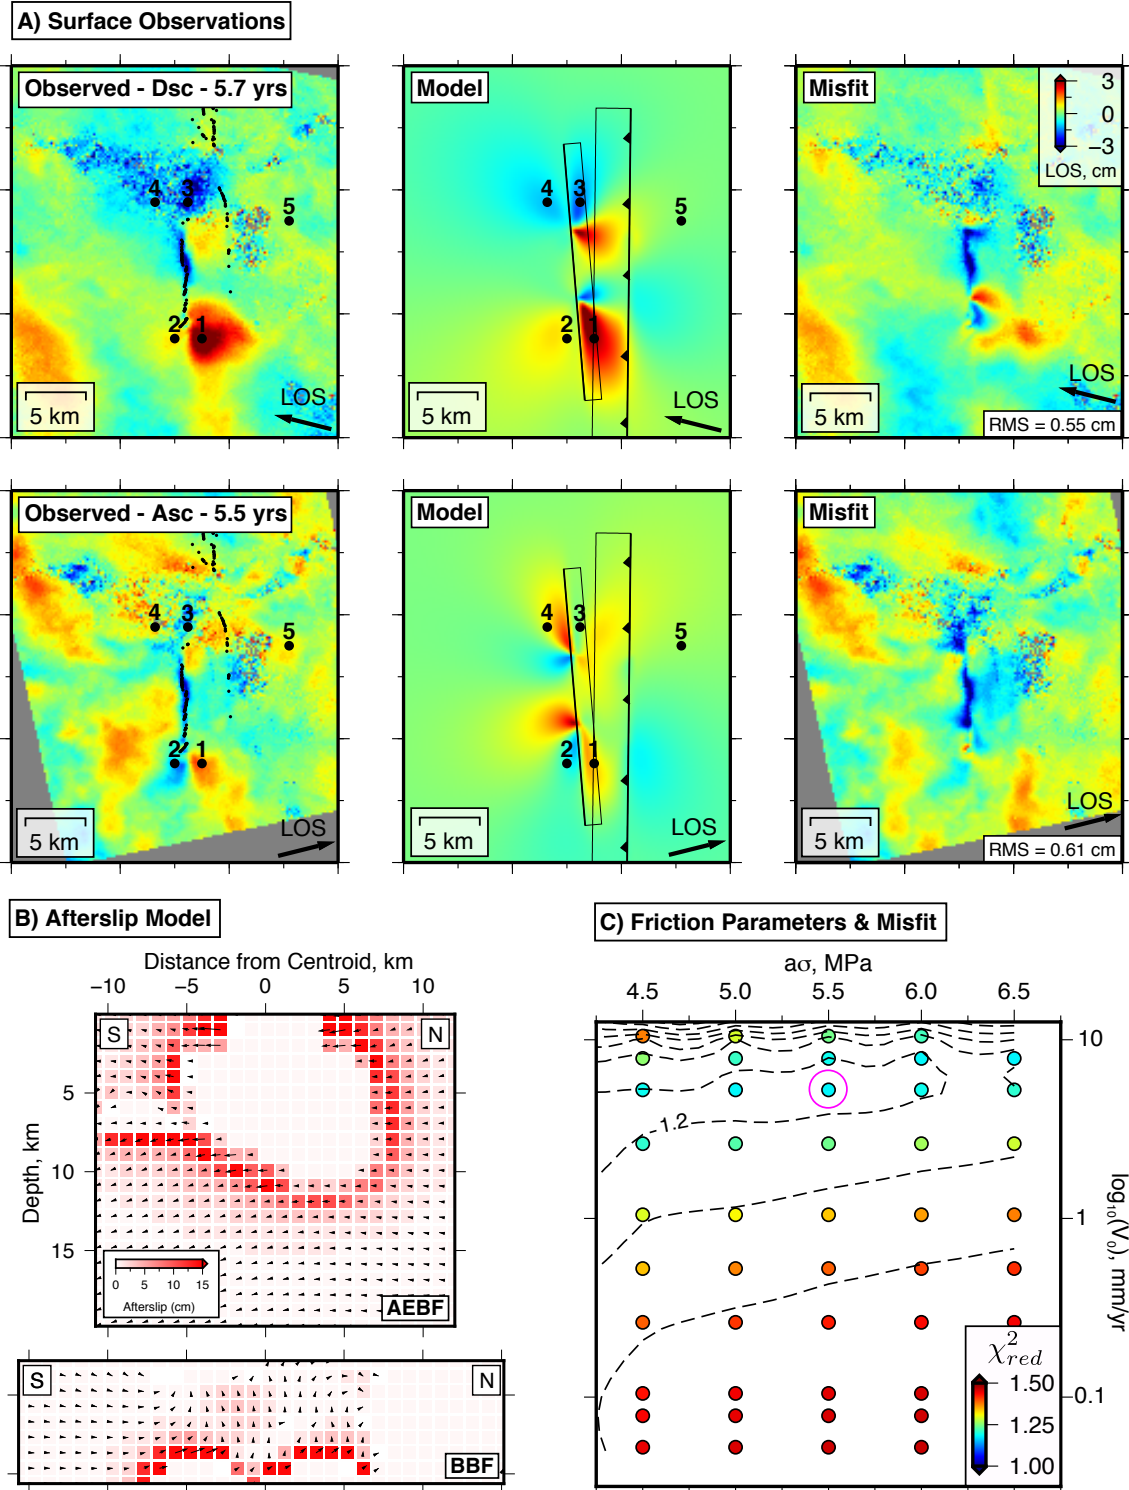 A) Surface Observations
Observed - Dsc - 5.7 yrs
4 3
5
2 1
5 km
LOS
Model
4 3
5
2 1
5 km
LOS
Misfit
3
0
−3
LOS, cm
5 km
LOS
RMS = 0.55 cm
Observed - Asc - 5.5 yrs
4 3
5
2 1
5 km
LOS
Model
4 3
5
2 1
5 km
LOS
Misfit
5 km
LOS
RMS = 0.61 cm
B) Afterslip Model
Distance from Centroid, km
−10 −5 0 5 10
S N
Depth, km
5
10
15
0 5 10 15
Afterslip (cm)
AEBF
S N
BBF
C) Friction Parameters & Misfit
aσ, MPa
4.5 5.0 5.5 6.0 6.5
1.2
10
1
0.1
log₁₀(V₀), mm/yr
χ²red
1.50
1.25
1.00